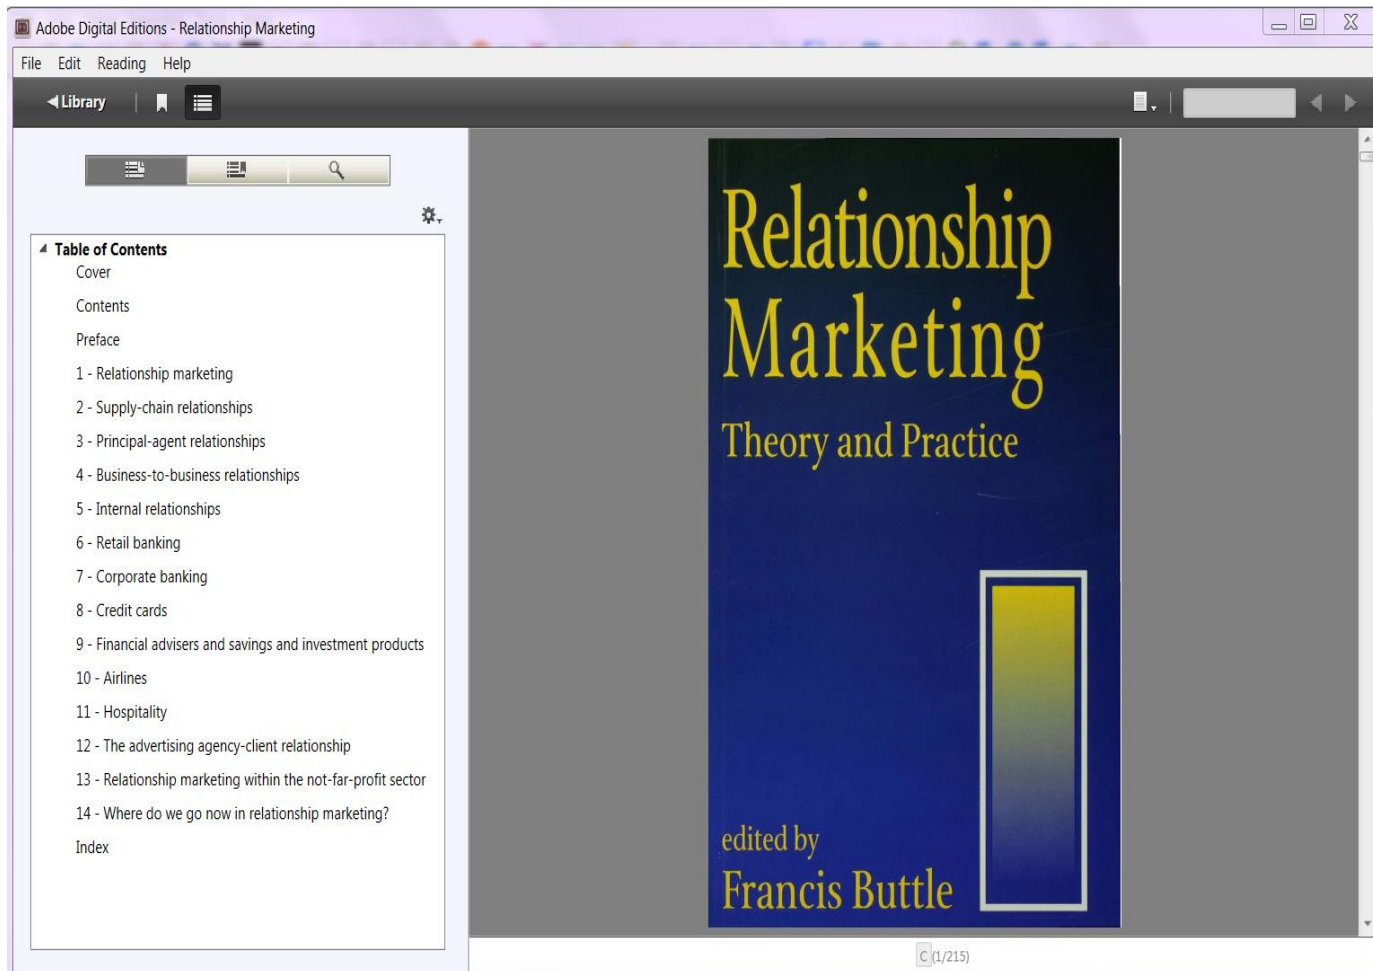 Adobe Digital Editions - Relationship Marketing
File Edit Reading Help
Library
Table of Contents
Cover
Contents
Preface
1 - Relationship marketing
2 - Supply-chain relationships
3 - Principal-agent relationships
4 - Business-to-business relationships
5 - Internal relationships
6 - Retail banking
7 - Corporate banking
8 - Credit cards
9 - Financial advisers and savings and investment products
10 - Airlines
11 - Hospitality
12 - The advertising agency-client relationship
13 - Relationship marketing within the not-far-profit sector
14 - Where do we go now in relationship marketing?
Index
Relationship
Marketing
Theory and Practice
edited by
Francis Buttle
C (1/215)